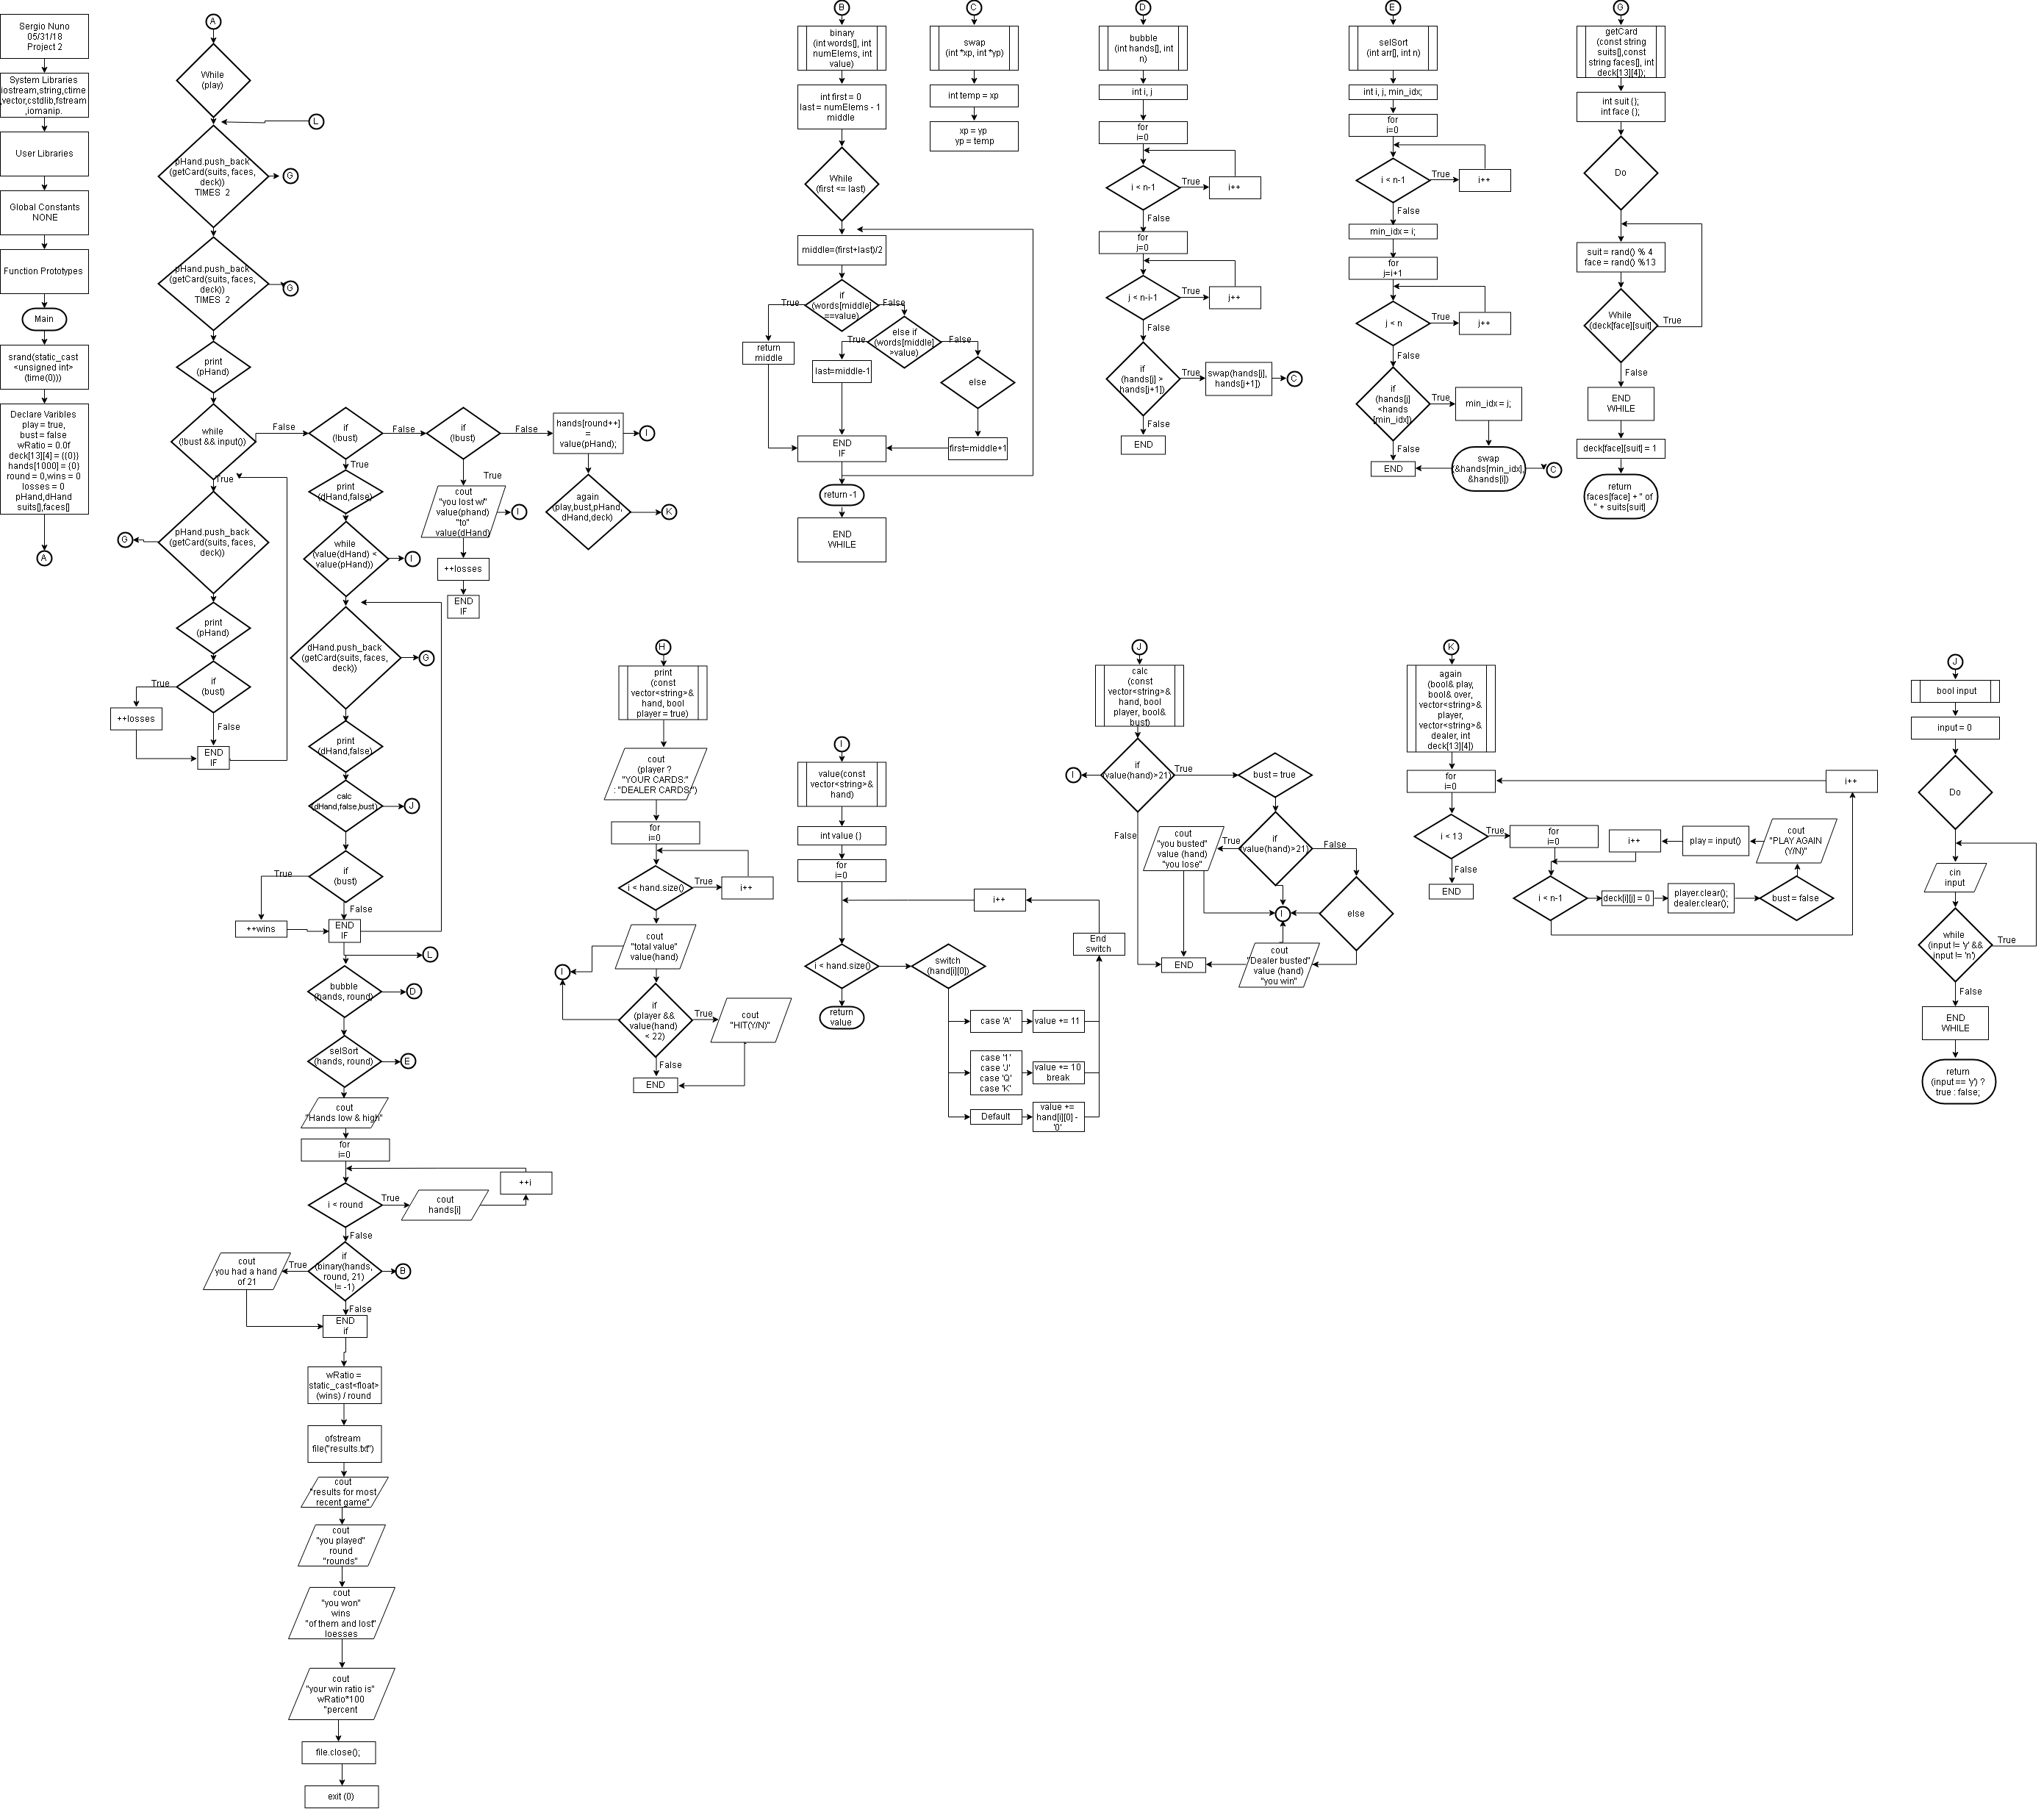 Sergio Nuno
05/31/18
Project 2
System Libraries
iostream,string,ctime
,vector,cstdlib,fstream
,iomanip.
User Libraries
Global Constants
NONE
Function Prototypes
Main
srand(static_cast
<unsigned int>
(time(0)))
Declare Varibles
play = true,
bust = false
wRatio = 0.0f
deck[13][4] = {{0}}
hands[1000] = {0}
round = 0,wins = 0
losses = 0
pHand,dHand
suits[],faces[]
A
A
While
(play)
L
pHand.push_back
(getCard(suits, faces,
deck))
TIMES 2
G
pHand.push_back
(getCard(suits, faces,
deck))
TIMES 2
G
print
(pHand)
while
(!bust && input())
False
True
pHand.push_back
(getCard(suits, faces,
deck))
G
print
(pHand)
if
(bust)
True
++losses
False
END
IF
if
(!bust)
False
True
print
(dHand,false)
while
(value(dHand) <
value(pHand))
I
dHand.push_back
(getCard(suits, faces,
deck))
G
print
(dHand,false)
calc
(dHand,false,bust)
J
if
(bust)
True
++wins
False
END
IF
L
bubble
(hands, round)
D
selSort
(hands, round)
E
cout
"Hands low & high"
for
i=0
i < round
True
cout
hands[i]
++i
False
if
(binary(hands,
round, 21)
!= -1)
B
True
cout
you had a hand
of 21
False
END
if
wRatio =
static_cast<float>
(wins) / round
ofstream
file("results.txt")
cout
"results for most
recent game"
cout
"you played"
round
"rounds"
cout
"you won"
wins
"of them and lost"
loesses
cout
"your win ratio is"
wRatio*100
"percent
file.close();
exit (0)
if
(!bust)
False
True
cout
"you lost w/"
value(phand)
"to"
value(dHand)
I
++losses
END
IF
hands[round++]
=
value(pHand);
I
again
(play,bust,pHand,
dHand,deck)
K
B
binary
(int words[], int
numElems, int
value)
int first = 0
last = numElems - 1
middle
While
(first <= last)
middle=(first+last)/2
if
(words[middle]
==value)
True
False
return
middle
else if
(words[middle]
>value)
True
False
last=middle-1
else
first=middle+1
END
IF
return -1
END
WHILE
C
swap
(int *xp, int *yp)
int temp = xp
xp = yp
yp = temp
D
bubble
(int hands[], int
n)
int i, j
for
i=0
i < n-1
True
i++
False
for
j=0
j < n-i-1
True
j++
False
if
(hands[j] >
hands[j+1])
True
swap(hands[j],
hands[j+1])
C
False
END
E
selSort
(int arr[], int n)
int i, j, min_idx;
for
i=0
i < n-1
True
i++
False
min_idx = i;
for
j=i+1
j < n
True
j++
False
if
(hands[j]
<hands
[min_idx])
True
min_idx = j;
False
END
swap
(&hands[min_idx],
&hands[i])
C
G
getCard
(const string
suits[],const
string faces[], int
deck[13][4]);
int suit {};
int face {};
Do
suit = rand() % 4
face = rand() %13
While
(deck[face][suit]
True
False
END
WHILE
deck[face][suit] = 1
return
faces[face] + " of
" + suits[suit]
H
print
(const
vector<string>&
hand, bool
player = true)
cout
(player ?
"YOUR CARDS:"
: "DEALER CARDS:")
for
i=0
i < hand.size()
True
i++
cout
"total value"
value(hand)
I
if
(player &&
value(hand)
< 22)
True
cout
"HIT(Y/N)"
False
END
I
value(const
vector<string>&
hand)
int value {}
for
i=0
i++
i < hand.size()
return
value
switch
(hand[i][0])
End
switch
case 'A'
value += 11
case '1'
case 'J'
case 'Q'
case 'K'
value += 10
break
Default
value +=
hand[i][0] -
'0'
J
calc
(const
vector<string>&
hand, bool
player, bool&
bust)
if
(value(hand)>21)
I
True
bust = true
False
if
(value(hand)>21)
True
False
cout
"you busted"
value (hand)
"you lose"
I
else
cout
"Dealer busted"
value (hand)
"you win"
END
K
again
(bool& play,
bool& over,
vector<string>&
player,
vector<string>&
dealer, int
deck[13][4])
for
i=0
i++
i < 13
True
False
END
for
i=0
i++
play = input()
cout
"PLAY AGAIN
(Y/N)"
i < n-1
deck[i][j] = 0
player.clear();
dealer.clear();
bust = false
J
bool input
input = 0
Do
cin
input
while
(input != 'y' &&
input != 'n')
True
False
END
WHILE
return
(input == 'y') ?
true : false;